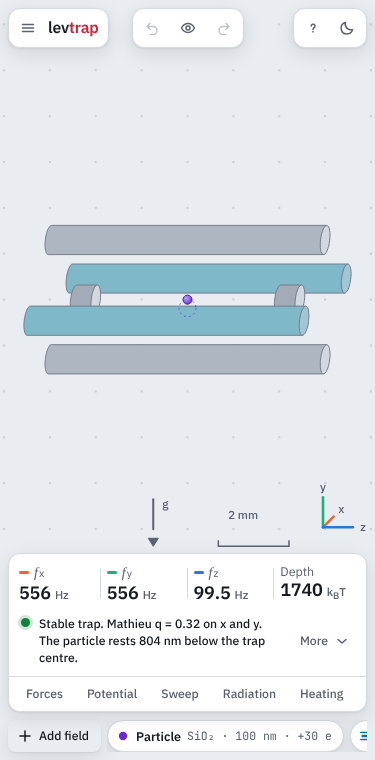 levtrap
?
g
2 mm
y
x
z
fx
fy
fz
Depth
556 Hz
556 Hz
99.5 Hz
1740 kBT
Stable trap. Mathieu q = 0.32 on x and y.
The particle rests 804 nm below the trap
centre.
More
Forces
Potential
Sweep
Radiation
Heating
Add field
Particle SiO₂ · 100 nm · +30 e